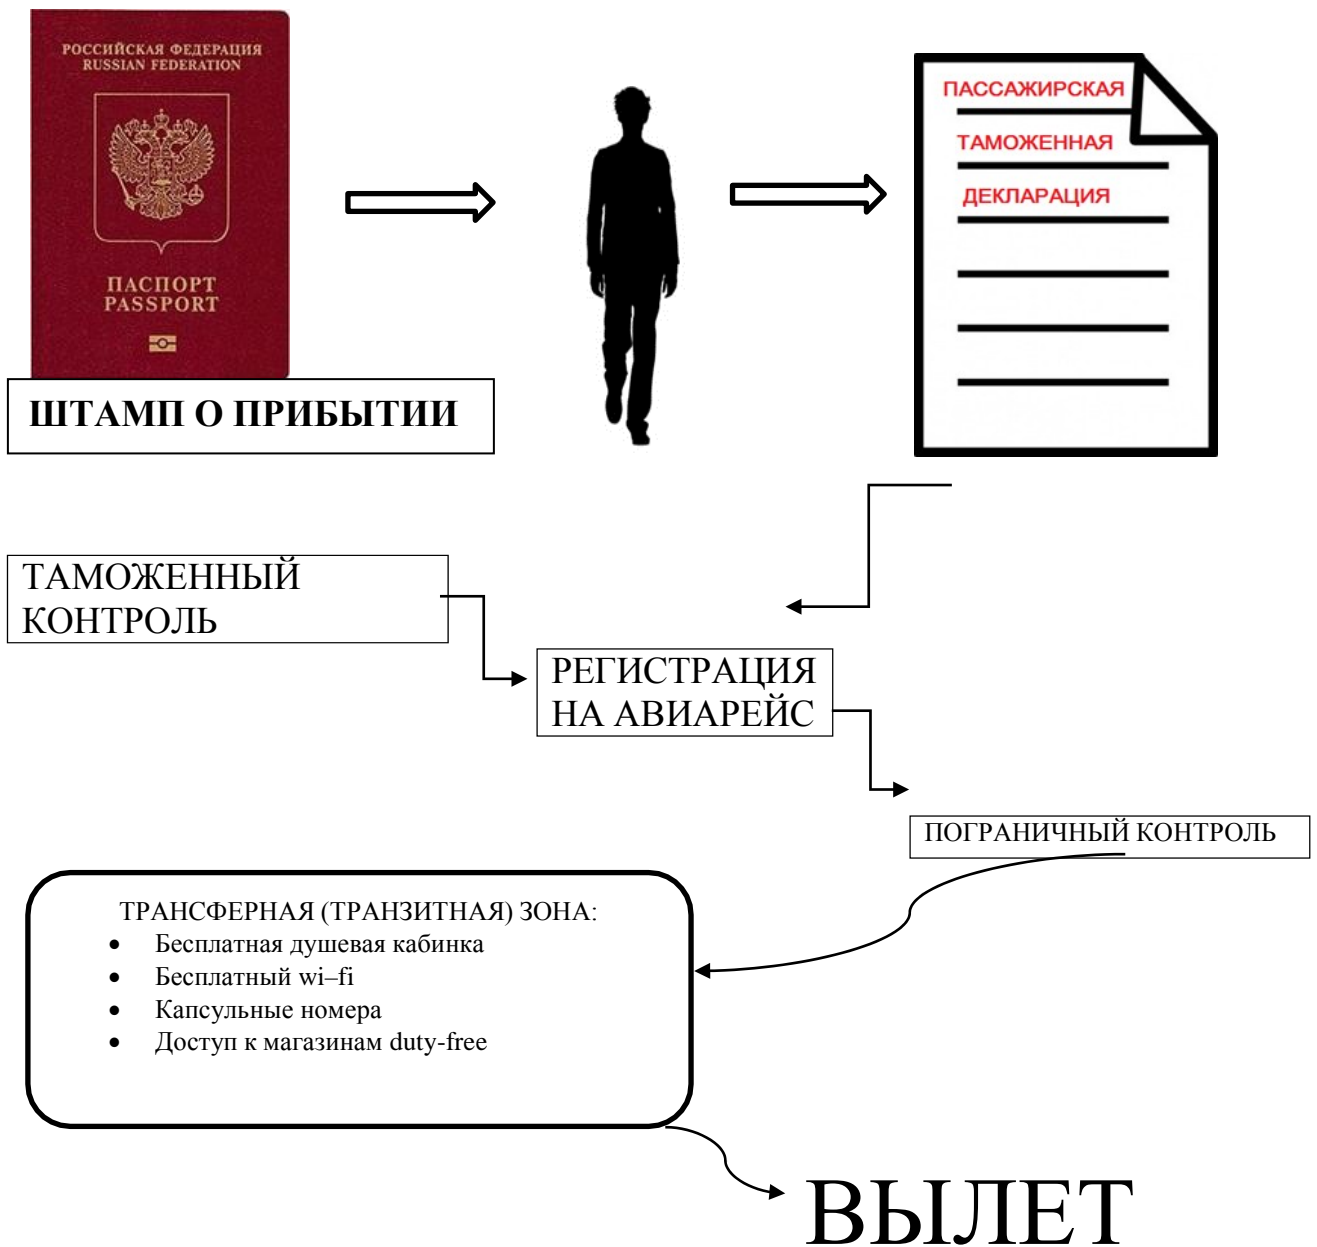 РОССИЙСКАЯ ФЕДЕРАЦИЯ
RUSSIAN FEDERATION
ПАСПОРТ
PASSPORT
ШТАМП О ПРИБЫТИИ
ПАССАЖИРСКАЯ
ТАМОЖЕННАЯ
ДЕКЛАРАЦИЯ
ТАМОЖЕННЫЙ
КОНТРОЛЬ
РЕГИСТРАЦИЯ
НА АВИАРЕЙС
ПОГРАНИЧНЫЙ КОНТРОЛЬ
ТРАНСФЕРНАЯ (ТРАНЗИТНАЯ) ЗОНА:
• Бесплатная душевая кабинка
• Бесплатный wi–fi
• Капсульные номера
• Доступ к магазинам duty-free
ВЫЛЕТ